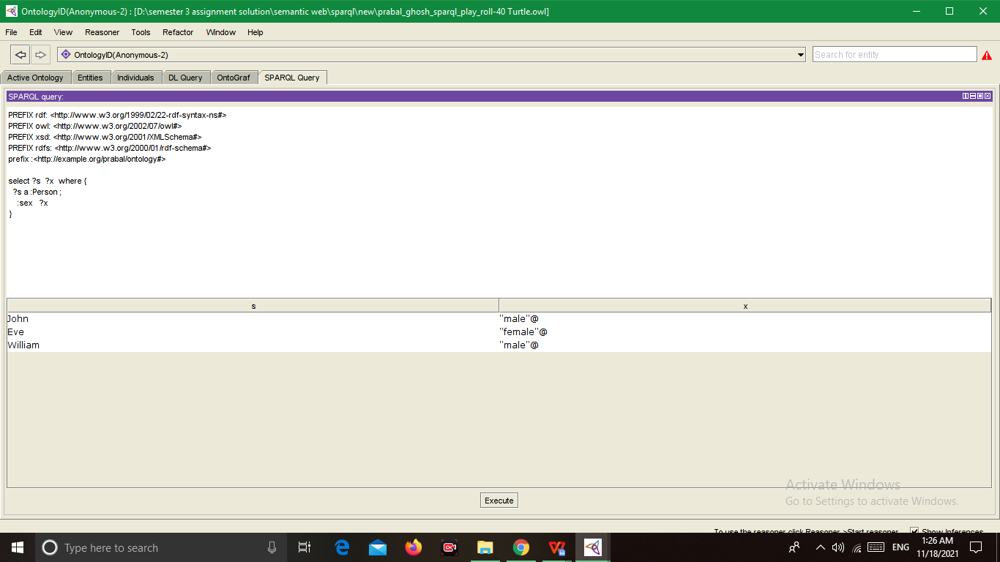 OntologyID(Anonymous-2) : [D:\semester 3 assignment solution\semantic web\sparql\new\prabal_ghosh_sparql_play_roll-40 Turtle.owl]
File Edit View Reasoner Tools Refactor Window Help
OntologyID(Anonymous-2) Search for entity
Active Ontology Entities Individuals DL Query OntoGraf SPARQL Query
SPARQL query:
PREFIX rdf: <http://www.w3.org/1999/02/22-rdf-syntax-ns#>
PREFIX owl: <http://www.w3.org/2002/07/owl#>
PREFIX xsd: <http://www.w3.org/2001/XMLSchema#>
PREFIX rdfs: <http://www.w3.org/2000/01/rdf-schema#>
prefix :<http://example.org/prabal/ontology#>
select ?s ?x where {
?s a :Person ;
:sex ?x
}
s x
John "male"@
Eve "female"@
William "male"@
Activate Windows
Go to Settings to activate Windows.
Execute
To use the reasoner click Reasoner->Start reasoner Show Inferences
Type here to search ENG 1:26 AM
11/18/2021